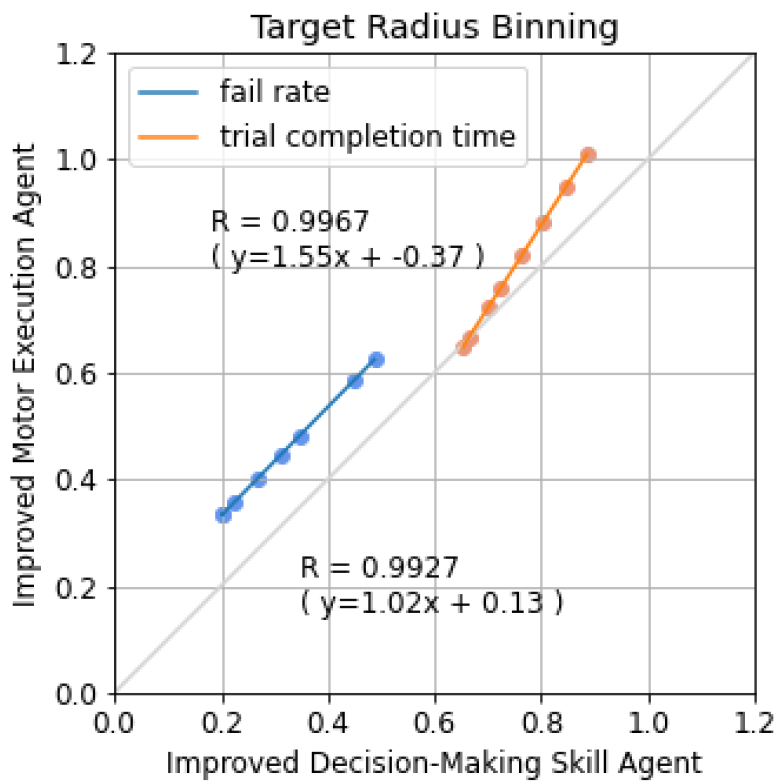 Target Radius Binning
1.2
1.0
0.8
0.6
0.4
0.2
0.0
Improved Motor Execution Agent
fail rate
trial completion time
R = 0.9967
( y=1.55x + -0.37 )
R = 0.9927
( y=1.02x + 0.13 )
0.0 0.2 0.4 0.6 0.8 1.0 1.2
Improved Decision-Making Skill Agent